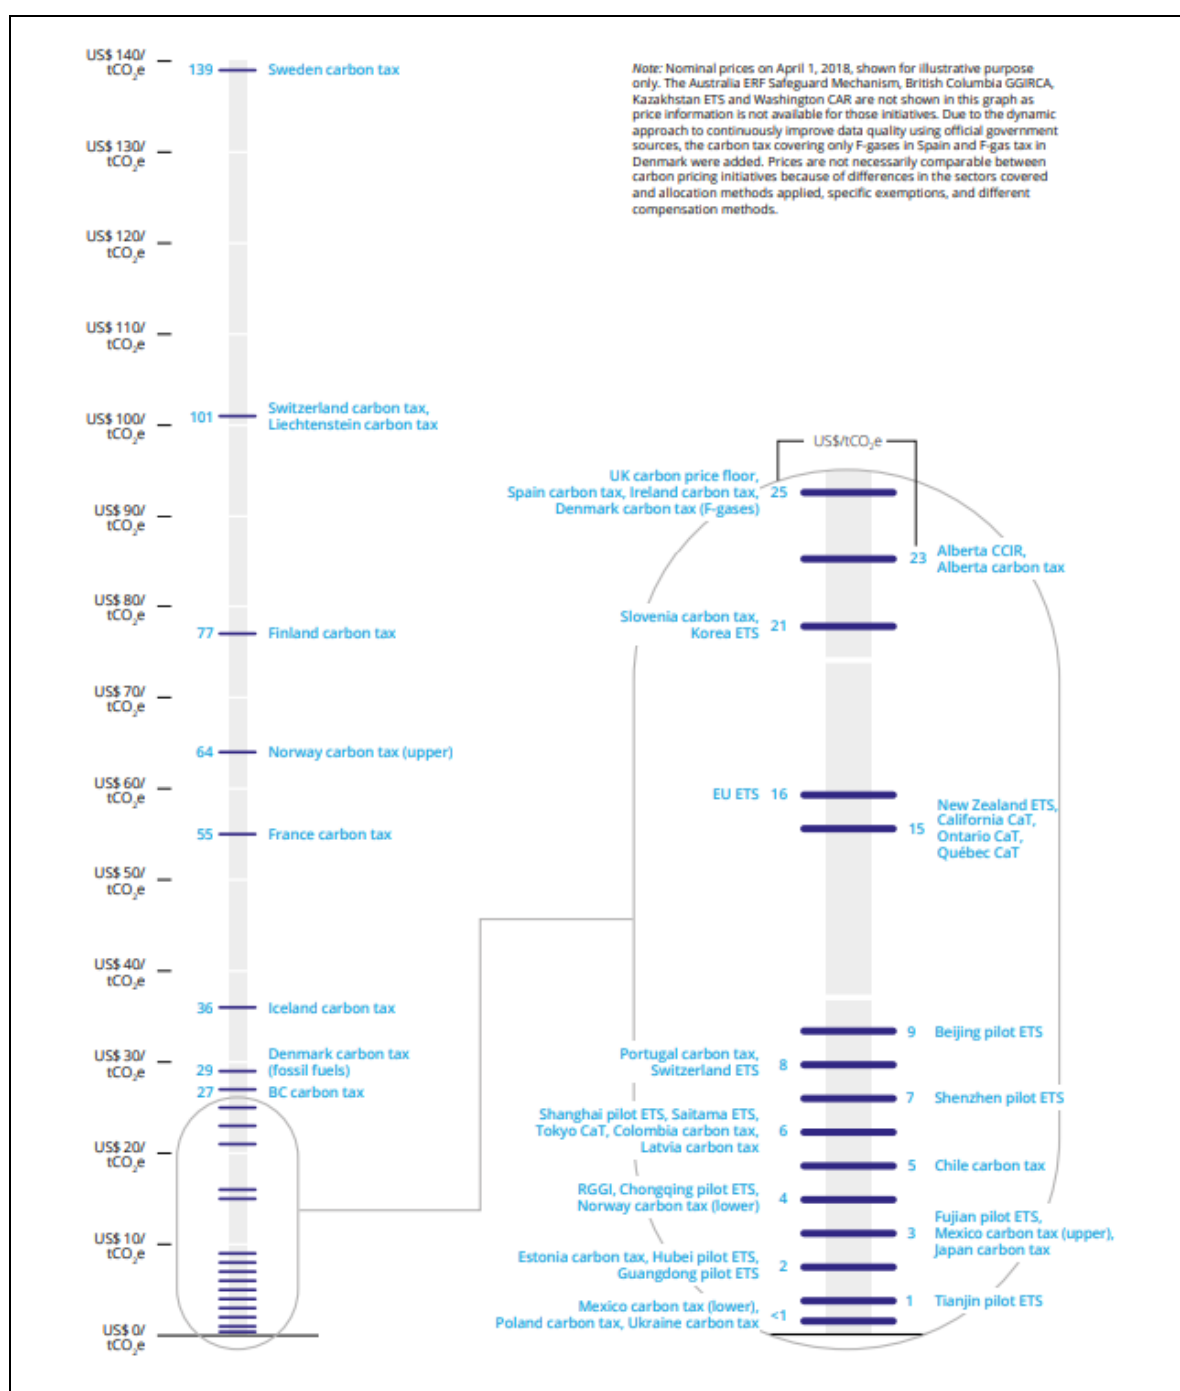 US$ 140/
tCO₂e
139 Sweden carbon tax
Note: Nominal prices on April 1, 2018, shown for illustrative purpose
only. The Australia ERF Safeguard Mechanism, British Columbia GGIRCA,
Kazakhstan ETS and Washington CAR are not shown in this graph as
price information is not available for those initiatives. Due to the dynamic
approach to continuously improve data quality using official government
sources, the carbon tax covering only F-gases in Spain and F-gas tax in
Denmark were added. Prices are not necessarily comparable between
carbon pricing initiatives because of differences in the sectors covered
and allocation methods applied, specific exemptions, and different
compensation methods.
US$ 130/
tCO₂e
US$ 120/
tCO₂e
US$ 110/
tCO₂e
US$ 100/
tCO₂e
101 Switzerland carbon tax,
Liechtenstein carbon tax
US$ 90/
tCO₂e
US$ 80/
tCO₂e
77 Finland carbon tax
US$ 70/
tCO₂e
64 Norway carbon tax (upper)
US$ 60/
tCO₂e
55 France carbon tax
US$ 50/
tCO₂e
US$ 40/
tCO₂e
36 Iceland carbon tax
US$ 30/
tCO₂e
Denmark carbon tax
29 (fossil fuels)
27 BC carbon tax
US$ 20/
tCO₂e
US$ 10/
tCO₂e
US$ 0/
tCO₂e
US$/tCO₂e
UK carbon price floor,
Spain carbon tax, Ireland carbon tax, 25
Denmark carbon tax (F-gases)
23 Alberta CCIR,
Alberta carbon tax
Slovenia carbon tax,
Korea ETS 21
EU ETS 16
15 New Zealand ETS,
California CaT,
Ontario CaT,
Québec CaT
9 Beijing pilot ETS
Portugal carbon tax,
Switzerland ETS 8
7 Shenzhen pilot ETS
Shanghai pilot ETS, Saitama ETS,
Tokyo CaT, Colombia carbon tax, 6
Latvia carbon tax
5 Chile carbon tax
RGGI, Chongqing pilot ETS,
Norway carbon tax (lower) 4
3 Fujian pilot ETS,
Mexico carbon tax (upper),
Japan carbon tax
Estonia carbon tax, Hubei pilot ETS,
Guangdong pilot ETS 2
1 Tianjin pilot ETS
Mexico carbon tax (lower),
Poland carbon tax, Ukraine carbon tax <1